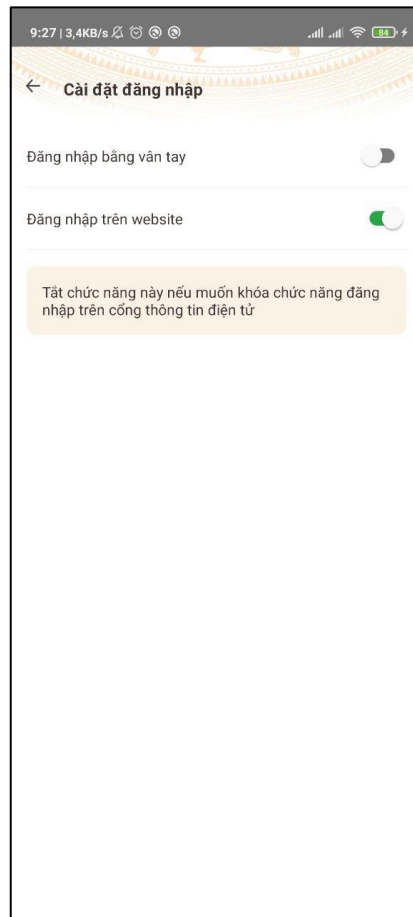 9:27 | 3,4KB/s 84
Cài đặt đăng nhập
Đăng nhập bằng vân tay
Đăng nhập trên website
Tắt chức năng này nếu muốn khóa chức năng đăng
nhập trên cổng thông tin điện tử